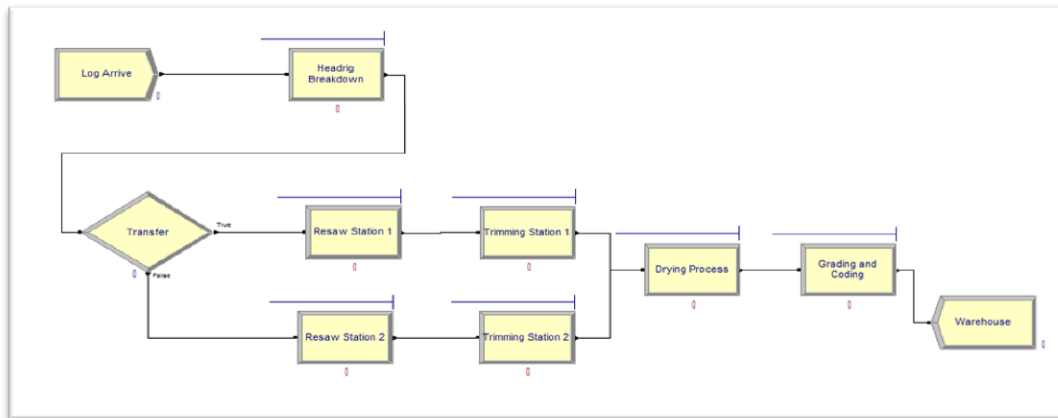 Log Arrive
0
Headrig
Breakdown
0
Transfer
True
0
False
Resaw Station 1
0
Trimming Station 1
0
Resaw Station 2
0
Trimming Station 2
0
Drying Process
0
Grading and
Coding
0
Warehouse
0